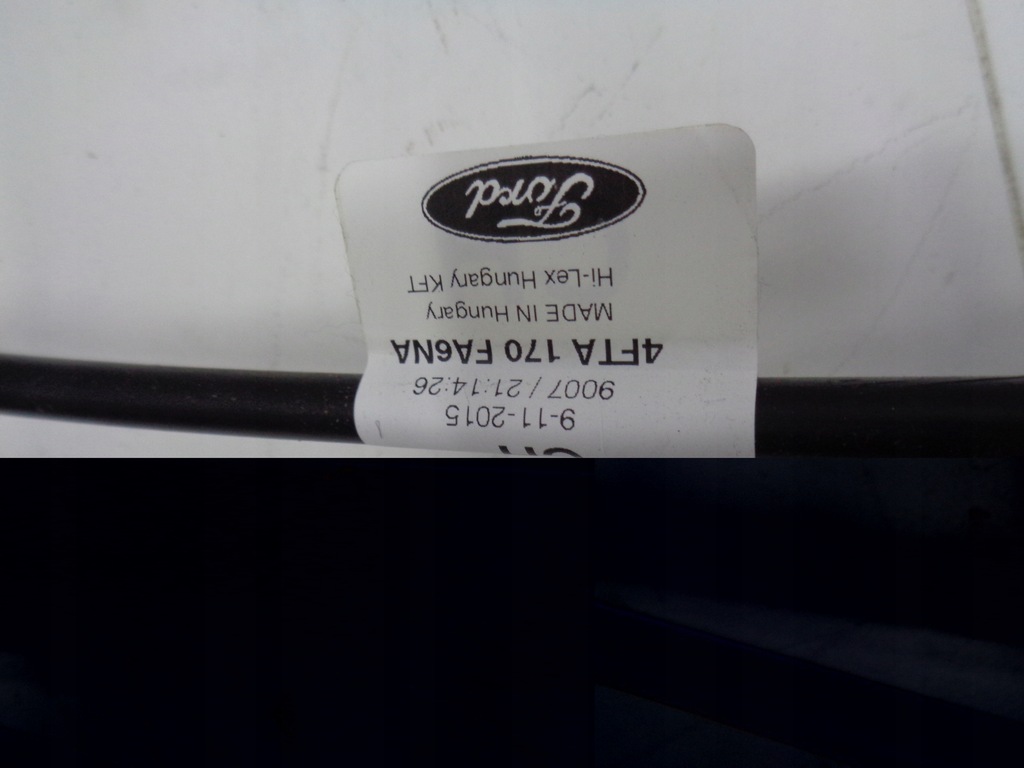 9-11-2015
9007 / 21:14:26
4FTA 170 FA6NA
MADE IN Hungary
Hi-Lex Hungary KFT
Ford